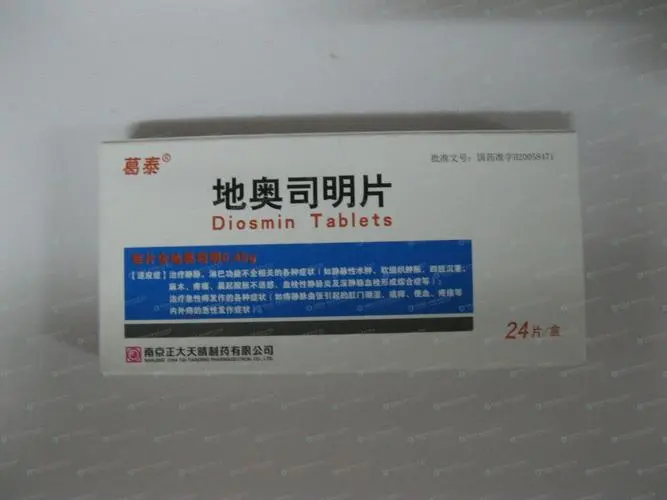 葛泰®
批准文号：国药准字H20058471
地奥司明片
Diosmin Tablets
每片含地奥司明0.45g
【适应症】治疗静脉、淋巴功能不全相关的各种症状（如静脉性水肿、软组织肿胀、四肢沉重、
麻木、疼痛、晨起酸胀不适感、血栓性静脉炎及深静脉血栓形成综合症等）；
治疗急性痔发作的各种症状（如痔静脉曲张引起的肛门潮湿、瘙痒、便血、疼痛等
内外痔的急性发作症状）
南京正大天晴制药有限公司
NANJING CHIA TAI TIANQING PHARMACEUTICAL CO., LTD.
24片/盒